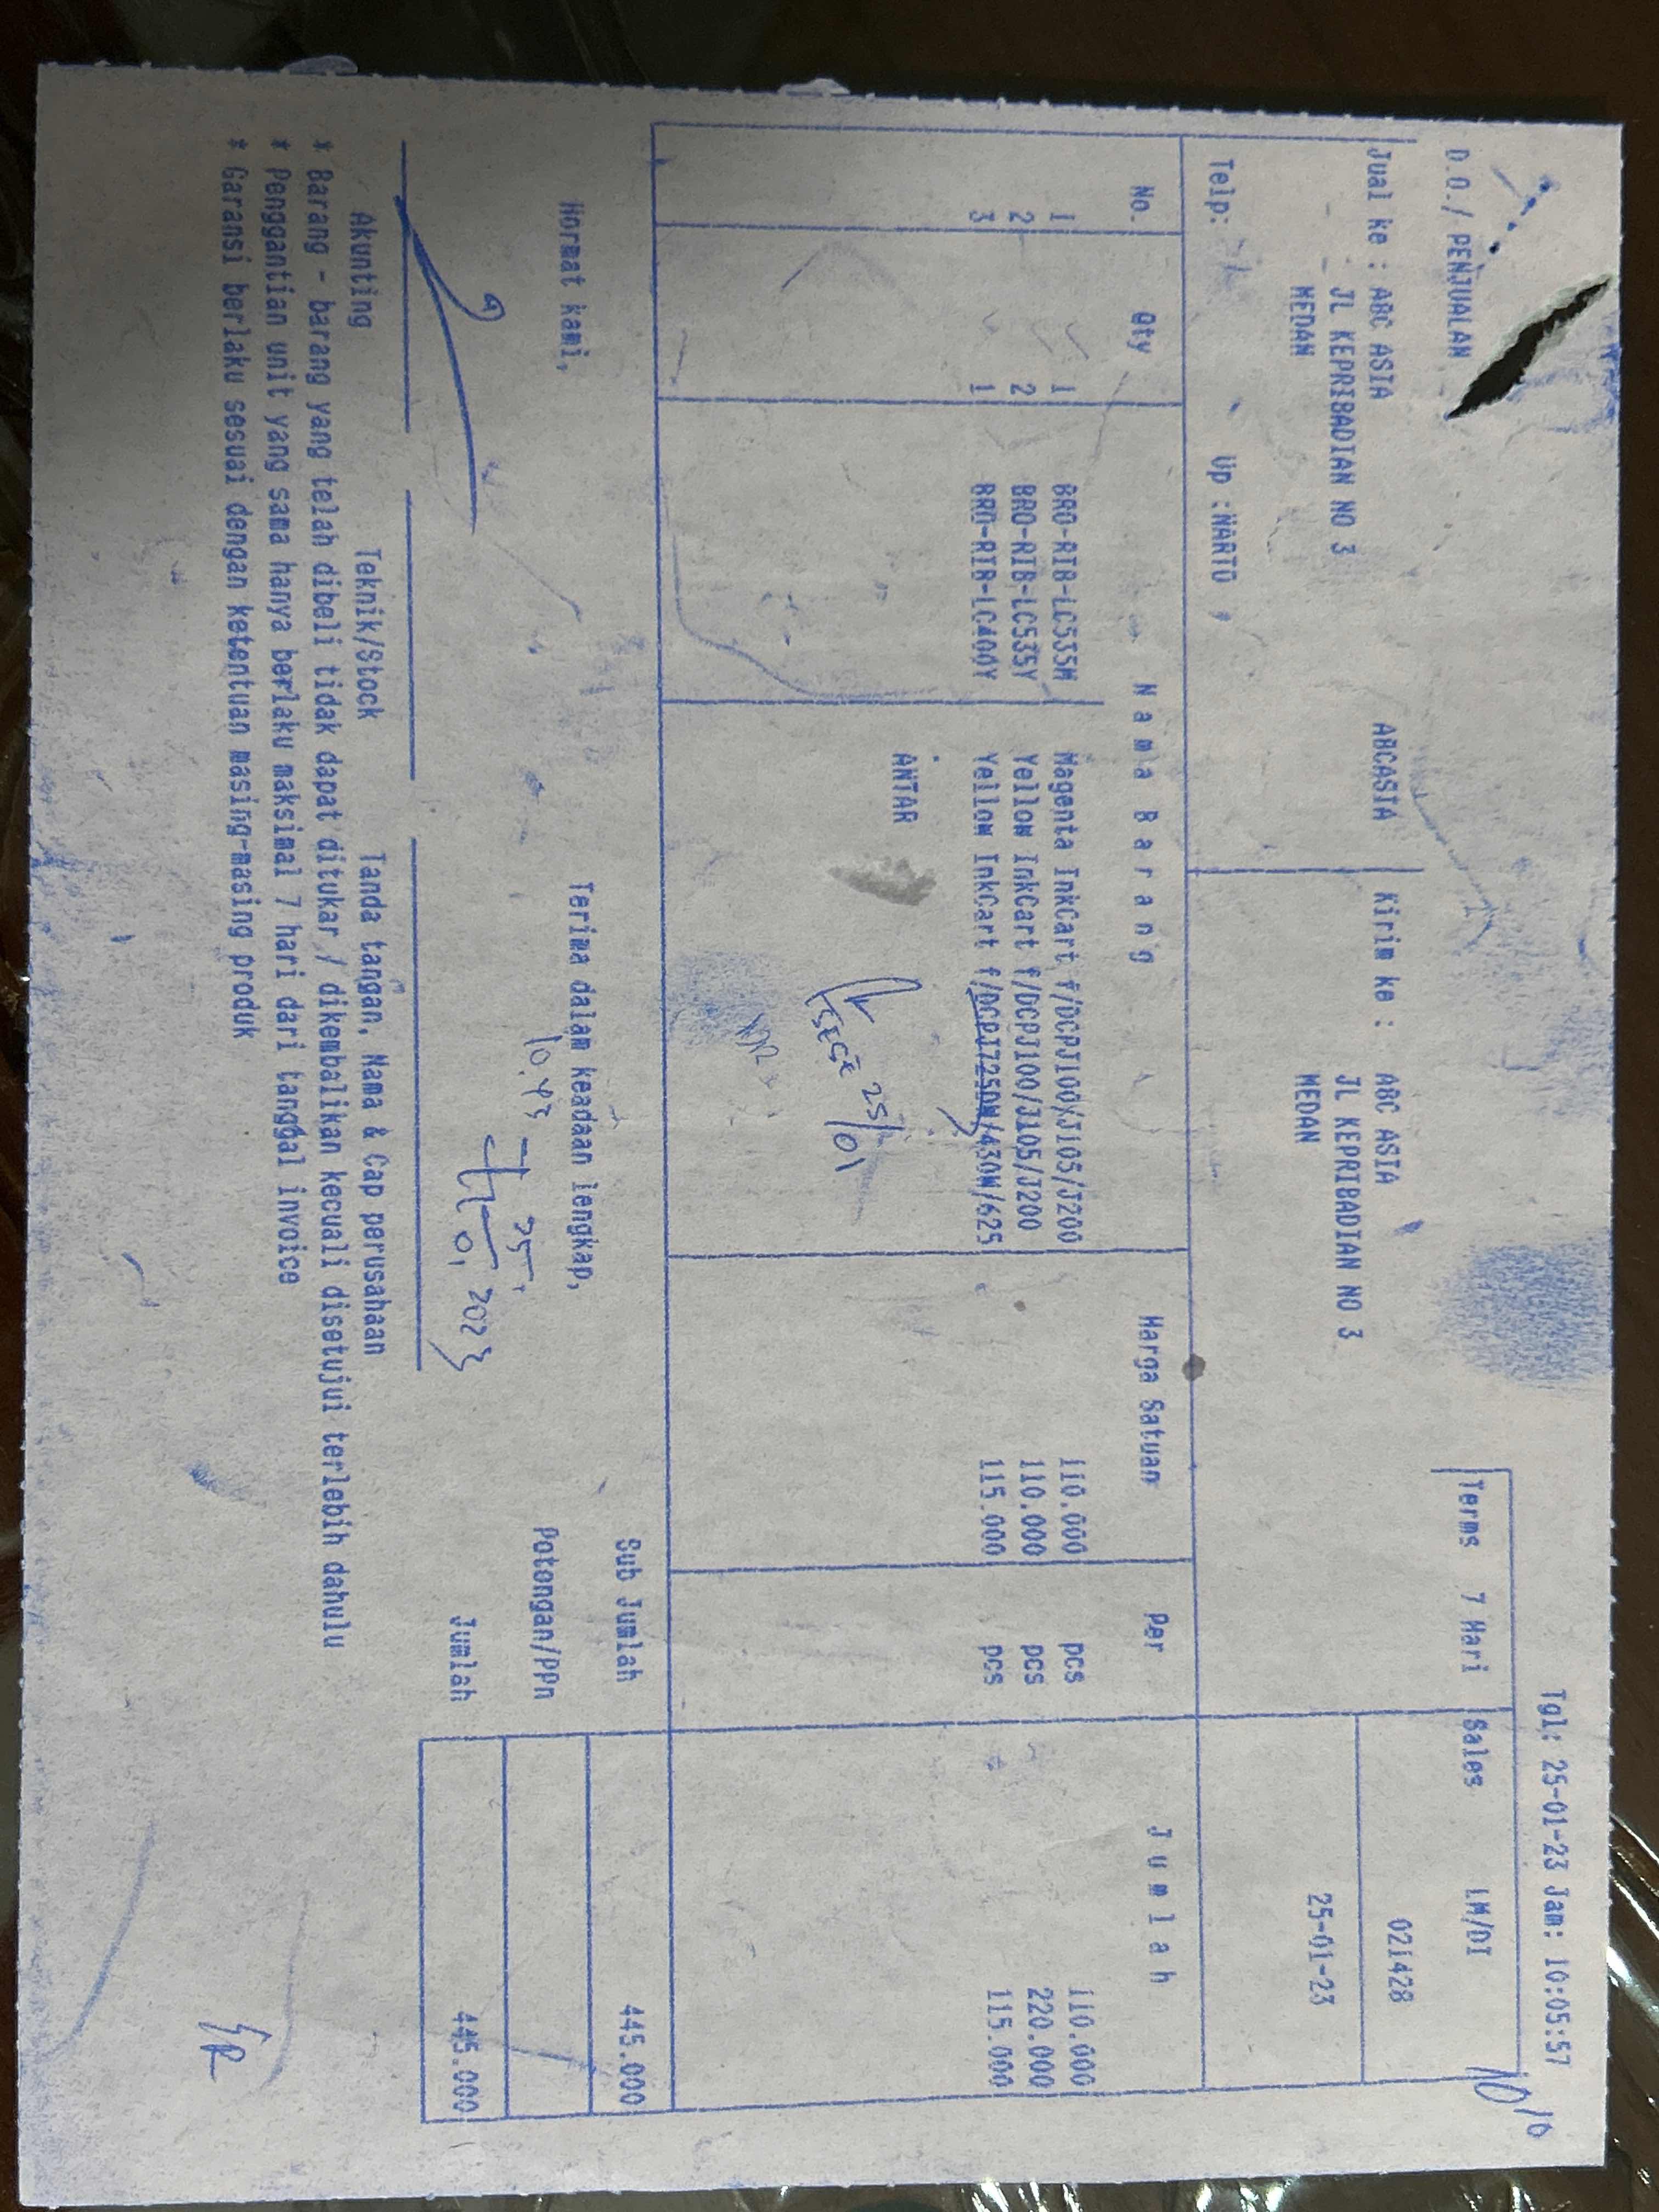 Tgl: 25-01-23 Jam: 10:05:57
D.O./ PENJUALAN
Terms 7 Hari Sales LM/DI
Jual ke : ABC ASIA ABCASIA Kirim ke : ABC ASIA 021428
JL KEPRIBADIAN NO 3 JL KEPRIBADIAN NO 3
MEDAN MEDAN 25-01-23
Telp: Up :NARTO ,
No. Qty Nama Barang Harga Satuan Per Jumlah
1 1 BRO-RIB-LC535M Magenta InkCart f/DCPJ100/J105/J200 110.000 pcs 110.000
2 2 BRO-RIB-LC535Y Yellow InkCart f/DCPJ100/J105/J200 110.000 pcs 220.000
3 1 BRO-RIB-LC400Y Yellow InkCart f/DCPJ725DW/430W/625 115.000 pcs 115.000
ANTAR
25/01
Sub Jumlah 445.000
Hormat kami, Terima dalam keadaan lengkap,
Potongan/PPn
10.43 25
01 2023
Jumlah 445.000
Akunting Teknik/Stock Tanda tangan, Nama & Cap perusahaan
* Barang - barang yang telah dibeli tidak dapat ditukar / dikembalikan kecuali disetujui terlebih dahulu
* Penggantian unit yang sama hanya berlaku maksimal 7 hari dari tanggal invoice
* Garansi berlaku sesuai dengan ketentuan masing-masing produk